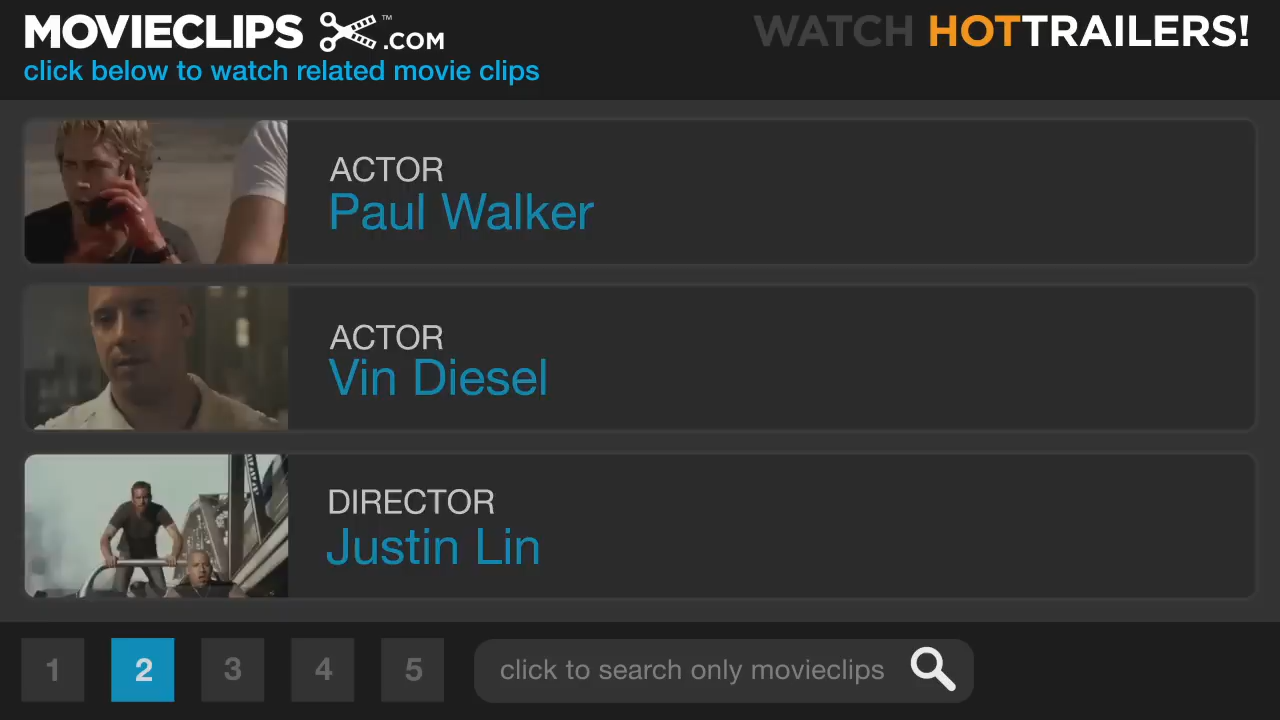 MOVIECLIPS ™ .COM
WATCH HOTTRAILERS!
click below to watch related movie clips
ACTOR
Paul Walker
ACTOR
Vin Diesel
DIRECTOR
Justin Lin
1 2 3 4 5 click to search only movieclips